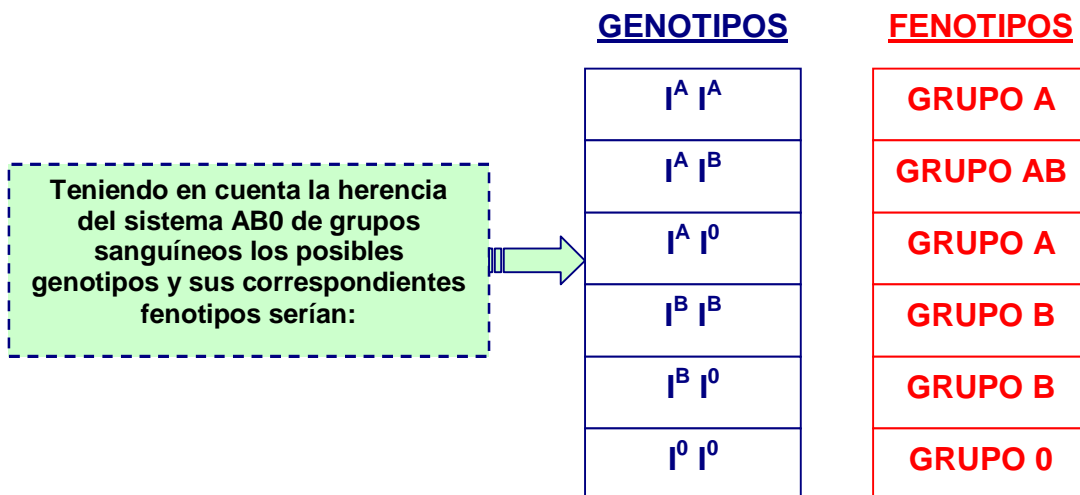 GENOTIPOS FENOTIPOS
I^A I^A GRUPO A
I^A I^B GRUPO AB
Teniendo en cuenta la herencia
del sistema AB0 de grupos
sanguíneos los posibles
genotipos y sus correspondientes
fenotipos serían:
I^A I^0 GRUPO A
I^B I^B GRUPO B
I^B I^0 GRUPO B
I^0 I^0 GRUPO 0